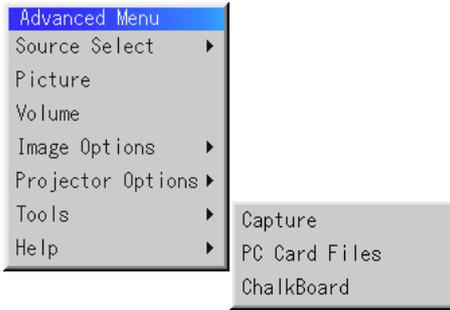 Advanced Menu
Source Select
Picture
Volume
Image Options
Projector Options
Tools
Help
Capture
PC Card Files
ChalkBoard